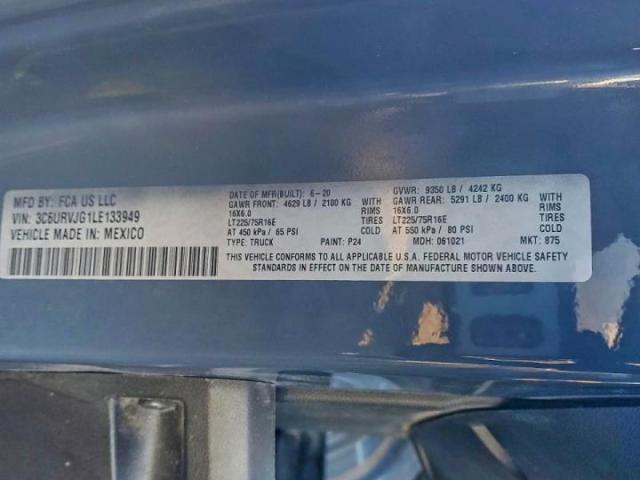 MFD BY: FCA US LLC
VIN: 3C6URVJG1LE133949
VEHICLE MADE IN: MEXICO
DATE OF MFR(BUILT): 6-20
GAWR FRONT: 4629 LB / 2100 KG
16X6.0 RIMS
LT225/75R16E TIRES
AT 450 kPa / 65 PSI COLD
TYPE: TRUCK PAINT: P24
GVWR: 9350 LB / 4242 KG
GAWR REAR: 5291 LB / 2400 KG
16X6.0 RIMS
LT225/75R16E TIRES
AT 550 kPa / 80 PSI COLD
MDH: 061021 MKT: 875
THIS VEHICLE CONFORMS TO ALL APPLICABLE U.S.A. FEDERAL MOTOR VEHICLE SAFETY
STANDARDS IN EFFECT ON THE DATE OF MANUFACTURE SHOWN ABOVE.